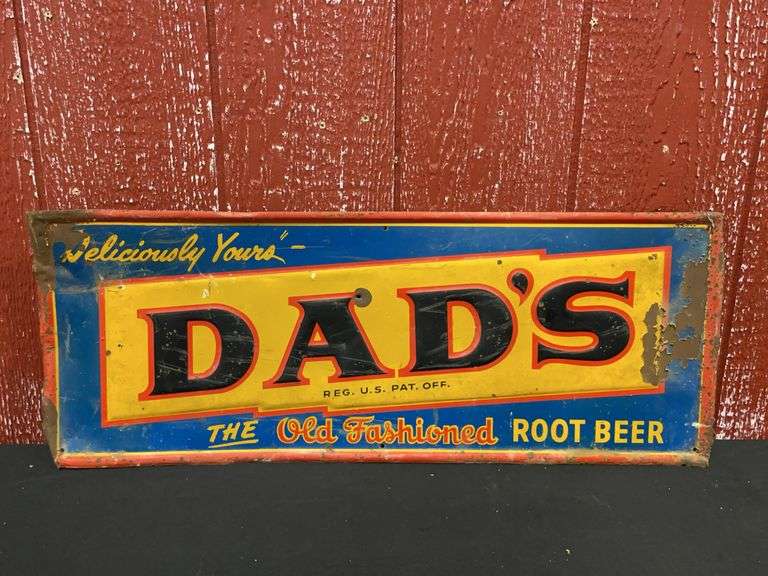 "Deliciously Yours" -
DAD'S
REG. U.S. PAT. OFF.
THE Old Fashioned ROOT BEER